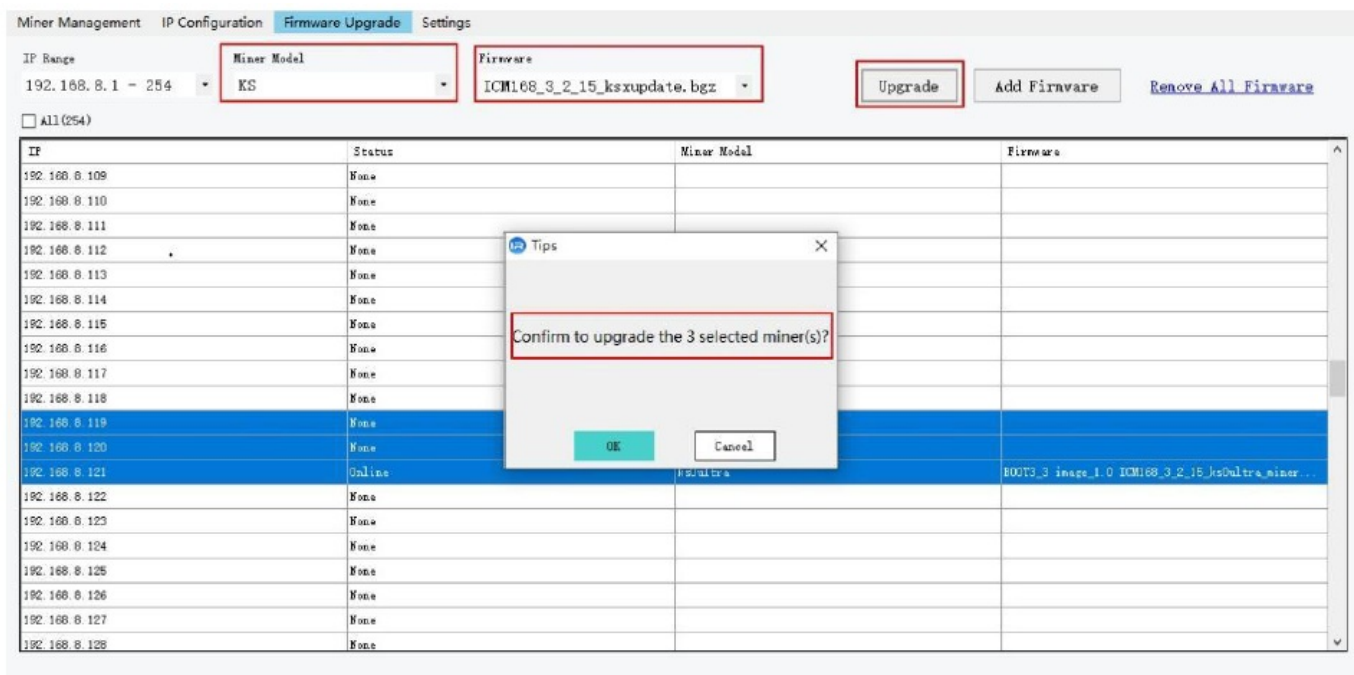 Miner Management IP Configuration Firmware Upgrade Settings
IP Range Miner Model Firmware
192.168.8.1 - 254 KS ICM168_3_2_15_ksxupdate.bgz Upgrade Add Firmware Remove All Firmware
All(254)
IP Status Miner Model Firmware
192.168.8.109 None
192.168.8.110 None
192.168.8.111 None
192.168.8.112 None
Tips
192.168.8.113 None
192.168.8.114 None
192.168.8.115 None
Confirm to upgrade the 3 selected miner(s)?
192.168.8.116 None
192.168.8.117 None
192.168.8.118 None
192.168.8.119 None
192.168.8.120 None
OK Cancel
192.168.8.121 Online ks0ultra BOOT3_3 image_1.0 ICM168_3_2_15_ks0ultra_miner...
192.168.8.122 None
192.168.8.123 None
192.168.8.124 None
192.168.8.125 None
192.168.8.126 None
192.168.8.127 None
192.168.8.128 None